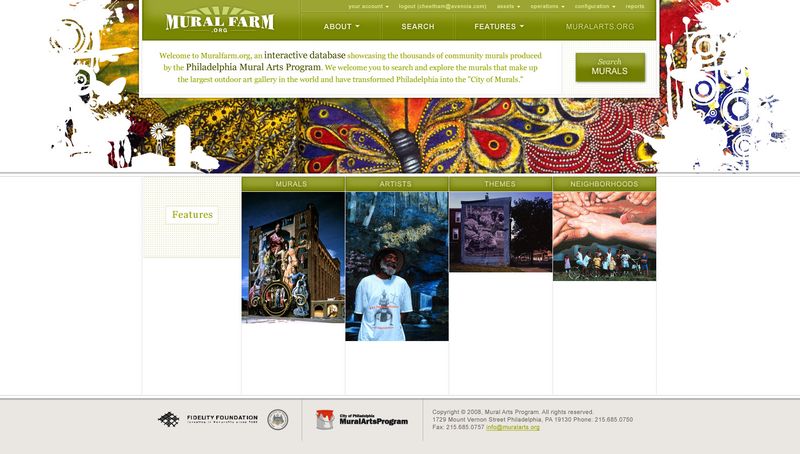 your account
logout (cheetham@avencia.com)
assets
operations
configuration
reports
MURAL FARM
.ORG
ABOUT
SEARCH
FEATURES
MURALARTS.ORG
Welcome to Muralfarm.org, an interactive database showcasing the thousands of community murals produced
by the Philadelphia Mural Arts Program. We welcome you to search and explore the murals that make up
the largest outdoor art gallery in the world and have transformed Philadelphia into the "City of Murals."
Search
MURALS
Features
MURALS
ARTISTS
THEMES
NEIGHBORHOODS
FIDELITY FOUNDATION
City of Philadelphia
MuralArtsProgram
Copyright © 2008, Mural Arts Program. All rights reserved.
1729 Mount Vernon Street Philadelphia, PA 19130 Phone: 215.685.0750
Fax: 215.685.0757 info@muralarts.org